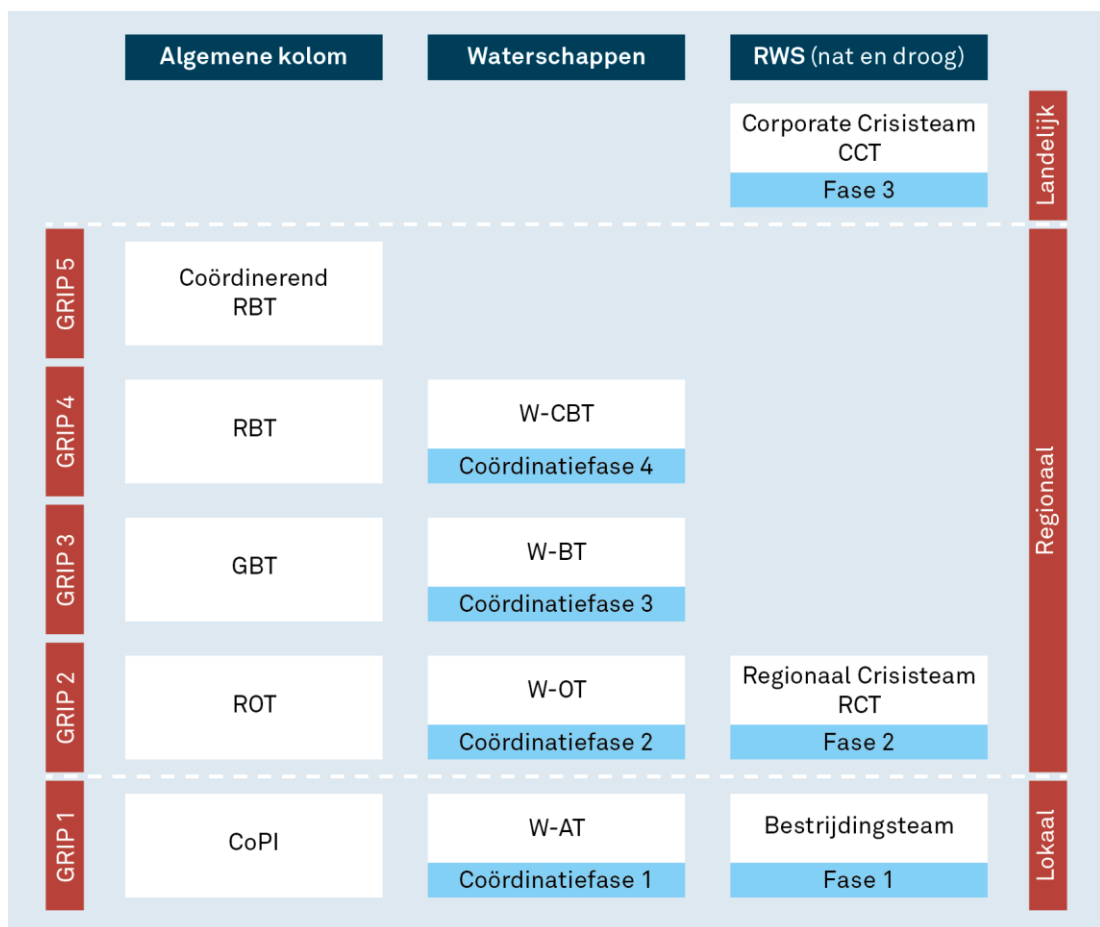 Algemene kolom
Waterschappen
RWS (nat en droog)
Corporate Crisisteam
CCT
Fase 3
Landelijk
GRIP 5
Coördinerend
RBT
Regionaal
GRIP 4
RBT
W-CBT
Coördinatiefase 4
GRIP 3
GBT
W-BT
Coördinatiefase 3
GRIP 2
ROT
W-OT
Coördinatiefase 2
Regionaal Crisisteam
RCT
Fase 2
GRIP 1
CoPI
W-AT
Coördinatiefase 1
Bestrijdingsteam
Fase 1
Lokaal